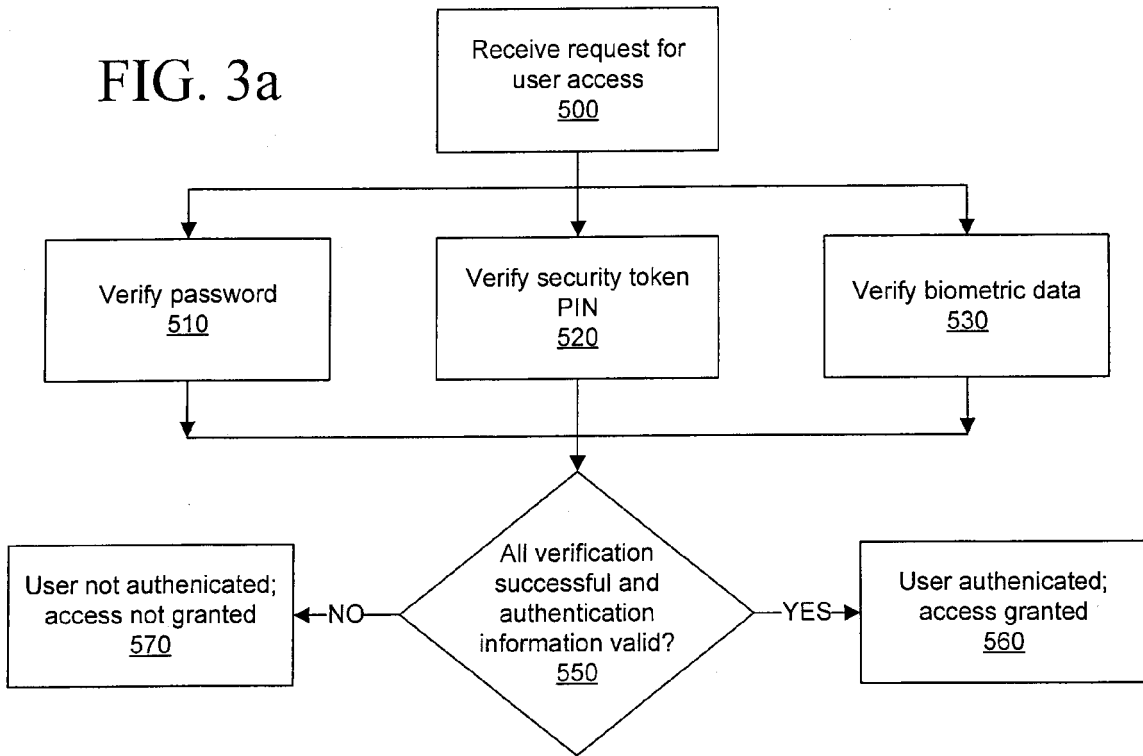 FIG. 3a
Receive request for
user access
500
Verify password
510
Verify security token
PIN
520
Verify biometric data
530
All verification
successful and
authentication
information valid?
550
NO
YES
User not authenicated;
access not granted
570
User authenicated;
access granted
560